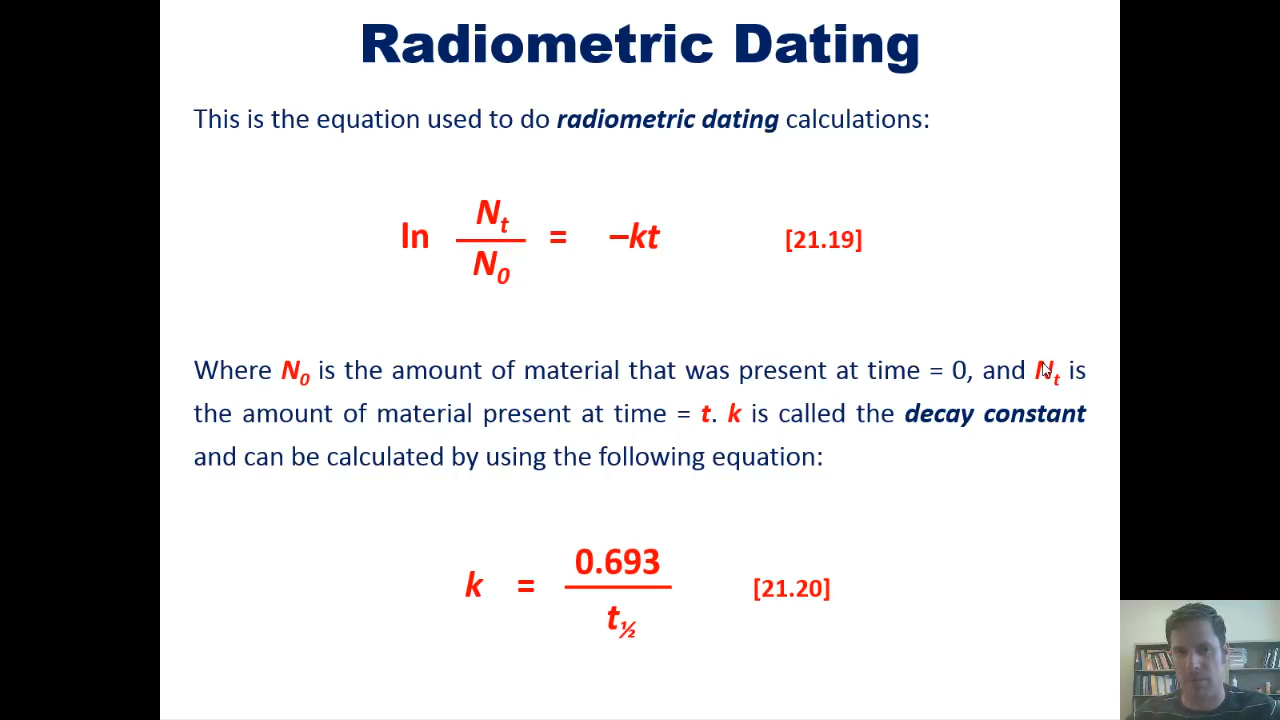 Radiometric Dating
This is the equation used to do radiometric dating calculations:
ln Nt/N0 = –kt [21.19]
Where N0 is the amount of material that was present at time = 0, and Nt is
the amount of material present at time = t. k is called the decay constant
and can be calculated by using the following equation:
k = 0.693/t½ [21.20]